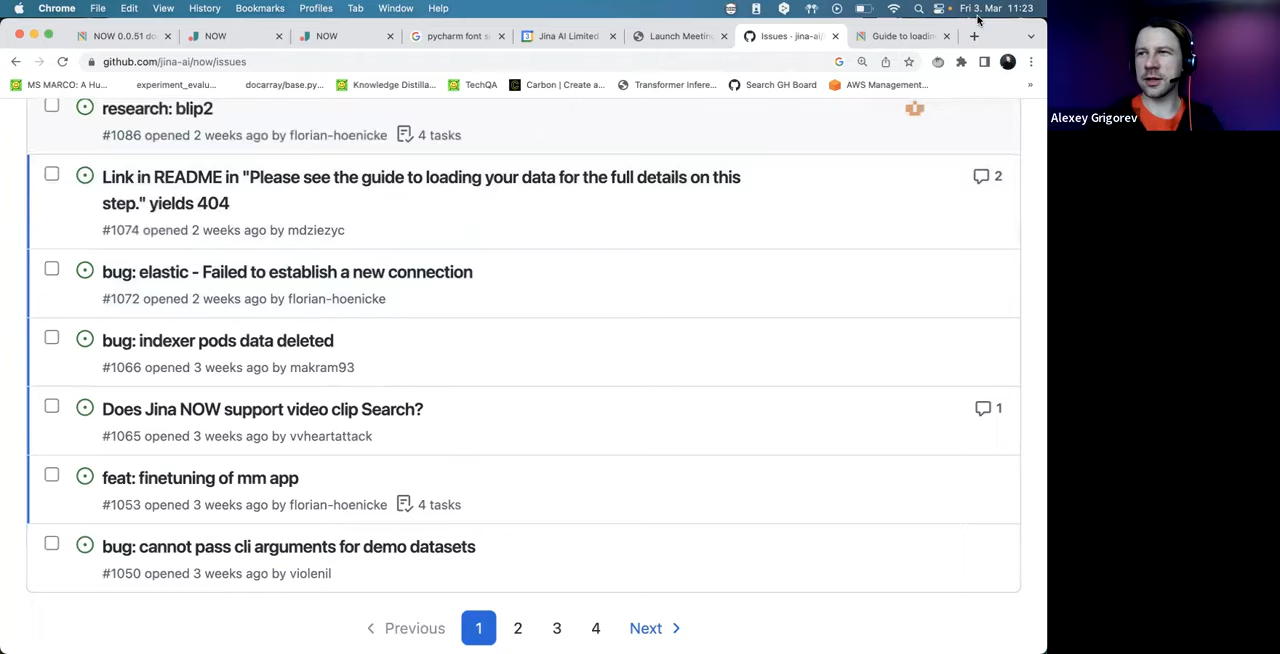 Chrome File Edit View History Bookmarks Profiles Tab Window Help Fri 3. Mar 11:23
NOW 0.0.51 do NOW NOW pycharm font s Jina AI Limited Launch Meetin Issues · jina-ai/ Guide to loadin
github.com/jina-ai/now/issues
MS MARCO: A Hu... experiment_evalu... docarray/base.py... Knowledge Distilla... TechQA Carbon | Create a... Transformer Infere... Search GH Board AWS Management... »
Alexey Grigorev
research: blip2
#1086 opened 2 weeks ago by florian-hoenicke 4 tasks
Link in README in "Please see the guide to loading your data for the full details on this
step." yields 404
2
#1074 opened 2 weeks ago by mdziezyc
bug: elastic - Failed to establish a new connection
#1072 opened 2 weeks ago by florian-hoenicke
bug: indexer pods data deleted
#1066 opened 3 weeks ago by makram93
Does Jina NOW support video clip Search?
1
#1065 opened 3 weeks ago by vvheartattack
feat: finetuning of mm app
#1053 opened 3 weeks ago by florian-hoenicke 4 tasks
bug: cannot pass cli arguments for demo datasets
#1050 opened 3 weeks ago by violenil
Previous 1 2 3 4 Next